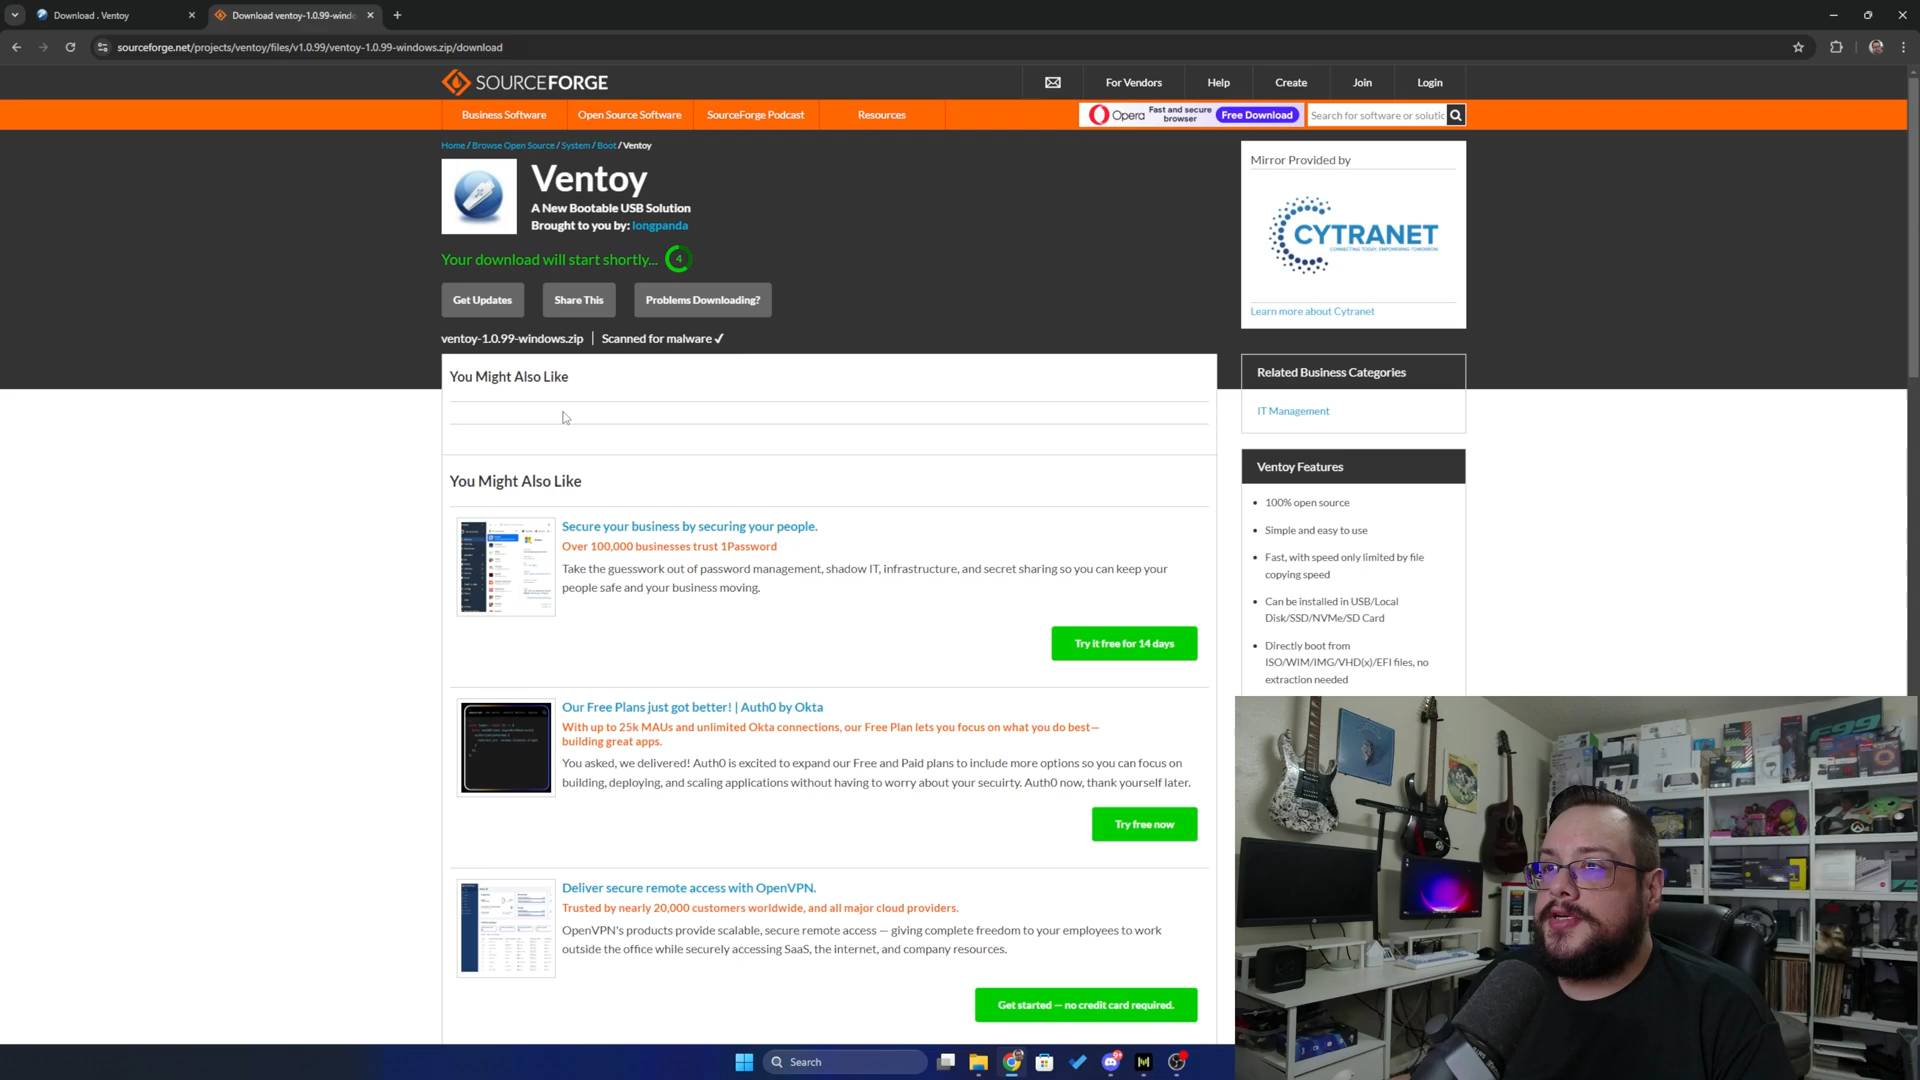 Download . Ventoy
Download ventoy-1.0.99-windo
sourceforge.net/projects/ventoy/files/v1.0.99/ventoy-1.0.99-windows.zip/download
SOURCEFORGE
For Vendors
Help
Create
Join
Login
Business Software
Open Source Software
SourceForge Podcast
Resources
Opera
Fast and secure
browser
Free Download
Search for software or solutic
Home / Browse Open Source / System / Boot / Ventoy
Ventoy
A New Bootable USB Solution
Brought to you by: longpanda
Your download will start shortly... 4
Get Updates
Share This
Problems Downloading?
ventoy-1.0.99-windows.zip | Scanned for malware ✓
Mirror Provided by
CYTRANET
CONNECTING TODAY, EMPOWERING TOMORROW
Learn more about Cytranet
You Might Also Like
Related Business Categories
IT Management
You Might Also Like
Secure your business by securing your people.
Over 100,000 businesses trust 1Password
Take the guesswork out of password management, shadow IT, infrastructure, and secret sharing so you can keep your
people safe and your business moving.
Try it free for 14 days
Our Free Plans just got better! | Auth0 by Okta
With up to 25k MAUs and unlimited Okta connections, our Free Plan lets you focus on what you do best—
building great apps.
You asked, we delivered! Auth0 is excited to expand our Free and Paid plans to include more options so you can focus on
building, deploying, and scaling applications without having to worry about your secuirty. Auth0 now, thank yourself later.
Try free now
Deliver secure remote access with OpenVPN.
Trusted by nearly 20,000 customers worldwide, and all major cloud providers.
OpenVPN's products provide scalable, secure remote access — giving complete freedom to your employees to work
outside the office while securely accessing SaaS, the internet, and company resources.
Get started — no credit card required.
Ventoy Features
100% open source
Simple and easy to use
Fast, with speed only limited by file
copying speed
Can be installed in USB/Local
Disk/SSD/NVMe/SD Card
Directly boot from
ISO/WIM/IMG/VHD(x)/EFI files, no
extraction needed
F99
Search